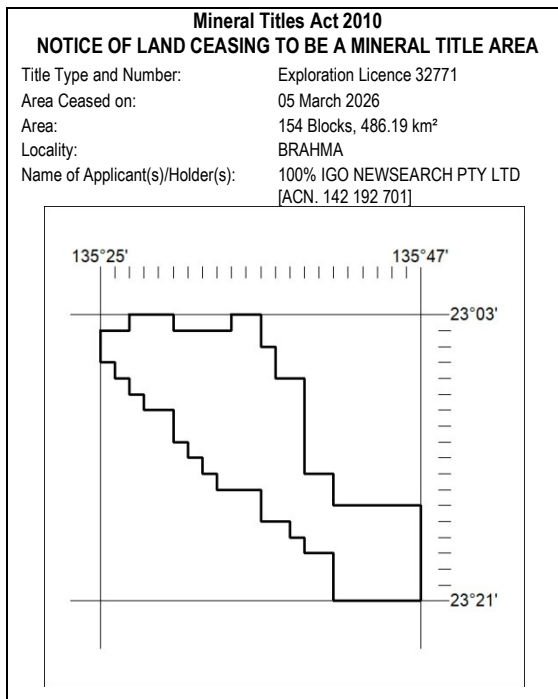 Mineral Titles Act 2010
NOTICE OF LAND CEASING TO BE A MINERAL TITLE AREA
Title Type and Number: Exploration Licence 32771
Area Ceased on: 05 March 2026
Area: 154 Blocks, 486.19 km²
Locality: BRAHMA
Name of Applicant(s)/Holder(s): 100% IGO NEWSEARCH PTY LTD
[ACN. 142 192 701]
135°25' 135°47'
23°03'
23°21'